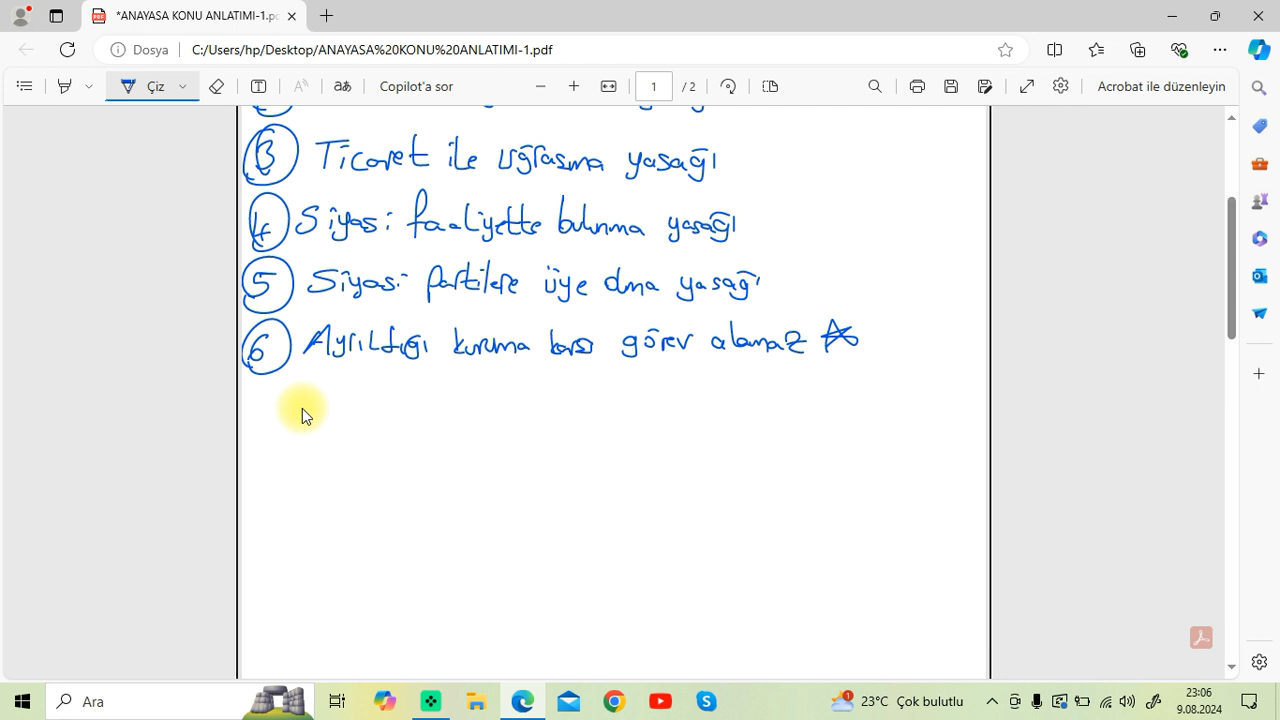 *ANAYASA KONU ANLATIMI-1.pd
Dosya C:/Users/hp/Desktop/ANAYASA%20KONU%20ANLATIMI-1.pdf
Çiz Copilot'a sor 1 / 2 Acrobat ile düzenleyin
3 Ticaret ile uğraşma yasağı
4 Siyasi faaliyette bulunma yasağı
5 Siyasi partilere üye olma yasağı
6 Ayrıldığı kuruma karşı görev alamaz
Ara
23°C Çok bulutlu
23:06
9.08.2024